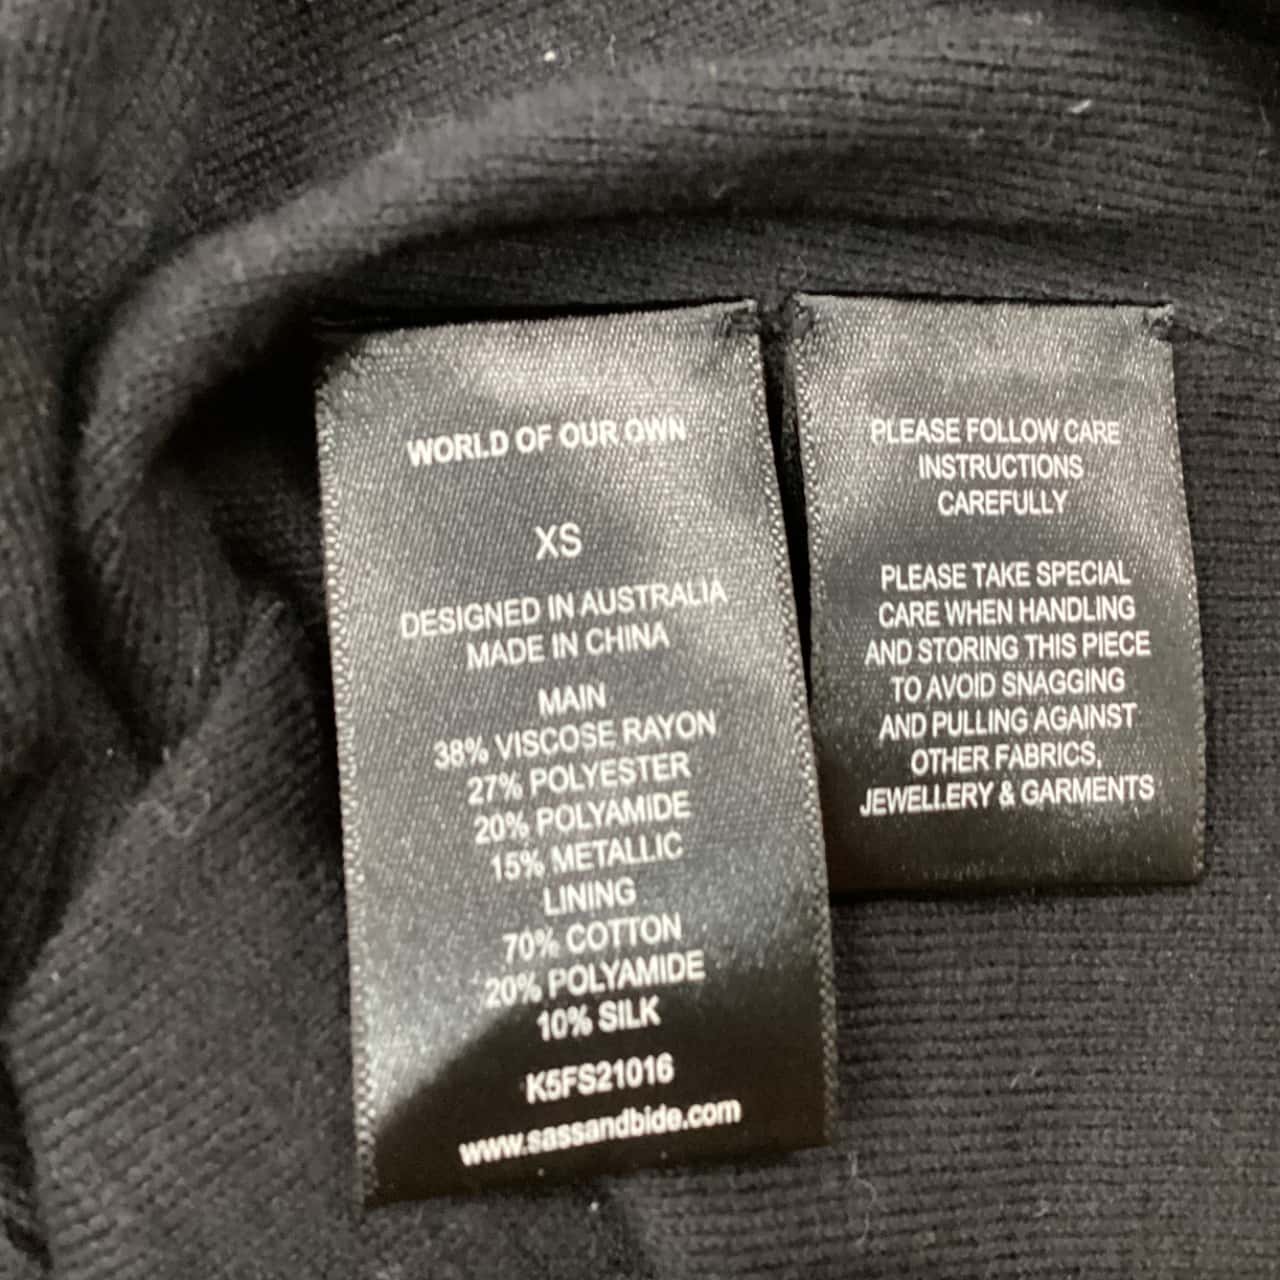 WORLD OF OUR OWN
XS
DESIGNED IN AUSTRALIA
MADE IN CHINA
MAIN
38% VISCOSE RAYON
27% POLYESTER
20% POLYAMIDE
15% METALLIC
LINING
70% COTTON
20% POLYAMIDE
10% SILK
K5FS21016
www.sassandbide.com
PLEASE FOLLOW CARE
INSTRUCTIONS
CAREFULLY
PLEASE TAKE SPECIAL
CARE WHEN HANDLING
AND STORING THIS PIECE
TO AVOID SNAGGING
AND PULLING AGAINST
OTHER FABRICS,
JEWELLERY & GARMENTS